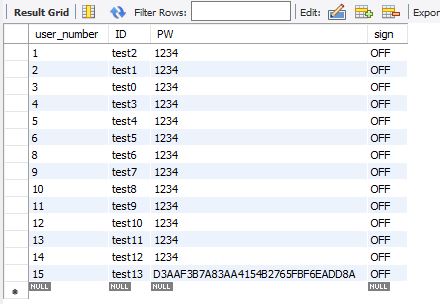 Result Grid Filter Rows: Edit: Expor
user_number ID PW sign
1 test2 1234 OFF
2 test1 1234 OFF
3 test0 1234 OFF
4 test3 1234 OFF
5 test4 1234 OFF
6 test5 1234 OFF
8 test6 1234 OFF
9 test7 1234 OFF
10 test8 1234 OFF
11 test9 1234 OFF
12 test10 1234 OFF
13 test11 1234 OFF
14 test12 1234 OFF
15 test13 D3AAF3B7A83AA4154B2765FBF6EADD8A OFF
NULL NULL NULL NULL